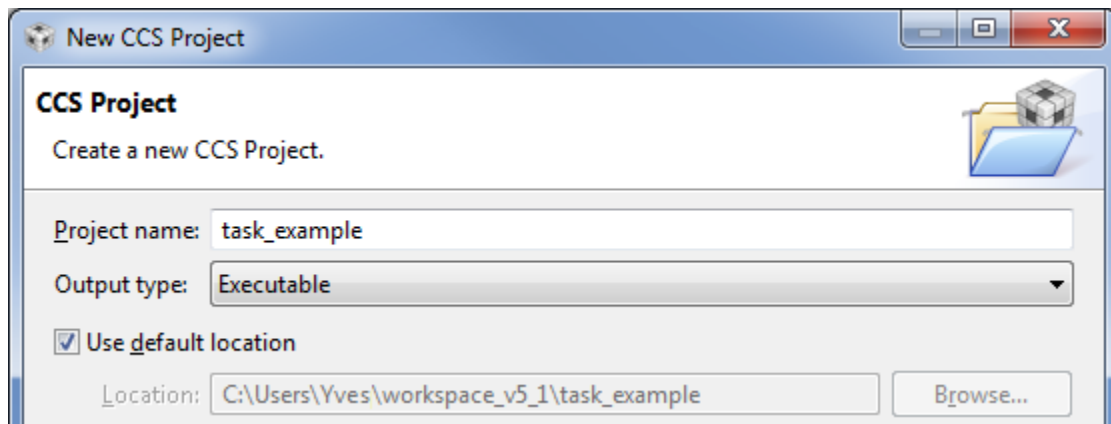 New CCS Project
CCS Project
Create a new CCS Project.
Project name: task_example
Output type: Executable
Use default location
Location: C:\Users\Yves\workspace_v5_1\task_example Browse...